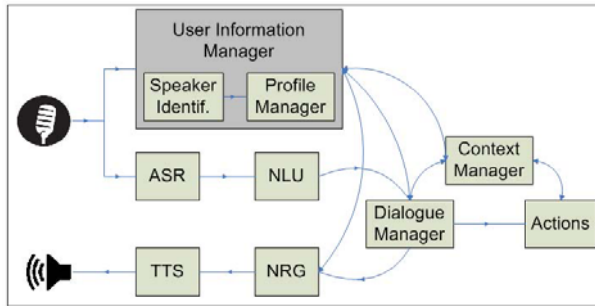 User Information
Manager
Speaker
Identif.
Profile
Manager
ASR
NLU
Context
Manager
Dialogue
Manager
Actions
TTS
NRG